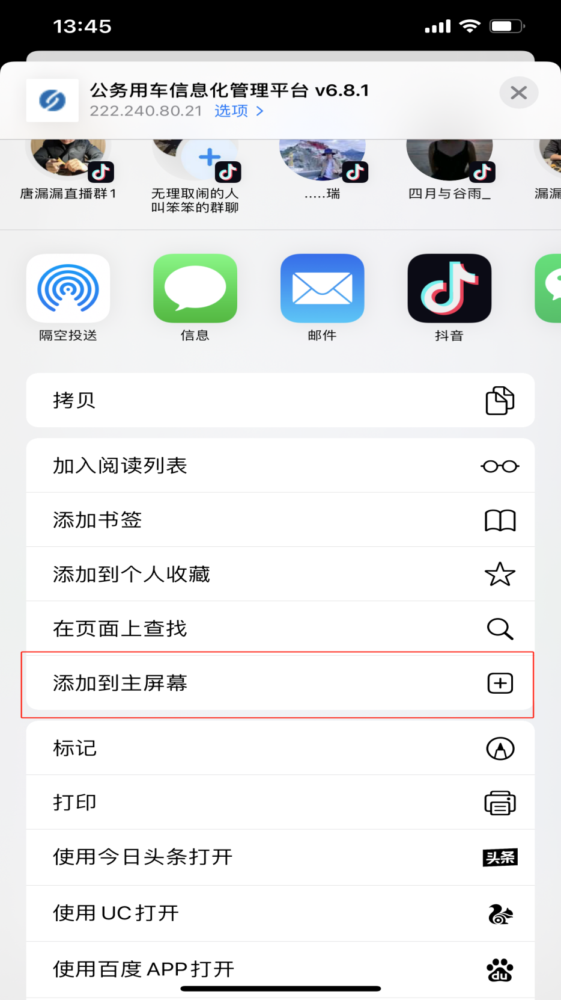 13:45
公务用车信息化管理平台 v6.8.1
222.240.80.21 选项 >
唐漏漏直播群1
无理取闹的人
叫笨笨的群聊
.....瑞
四月与谷雨_
漏漏
隔空投送
信息
邮件
抖音
拷贝
加入阅读列表
添加书签
添加到个人收藏
在页面上查找
添加到主屏幕
标记
打印
使用今日头条打开
头条
使用 UC 打开
使用百度 APP 打开
du